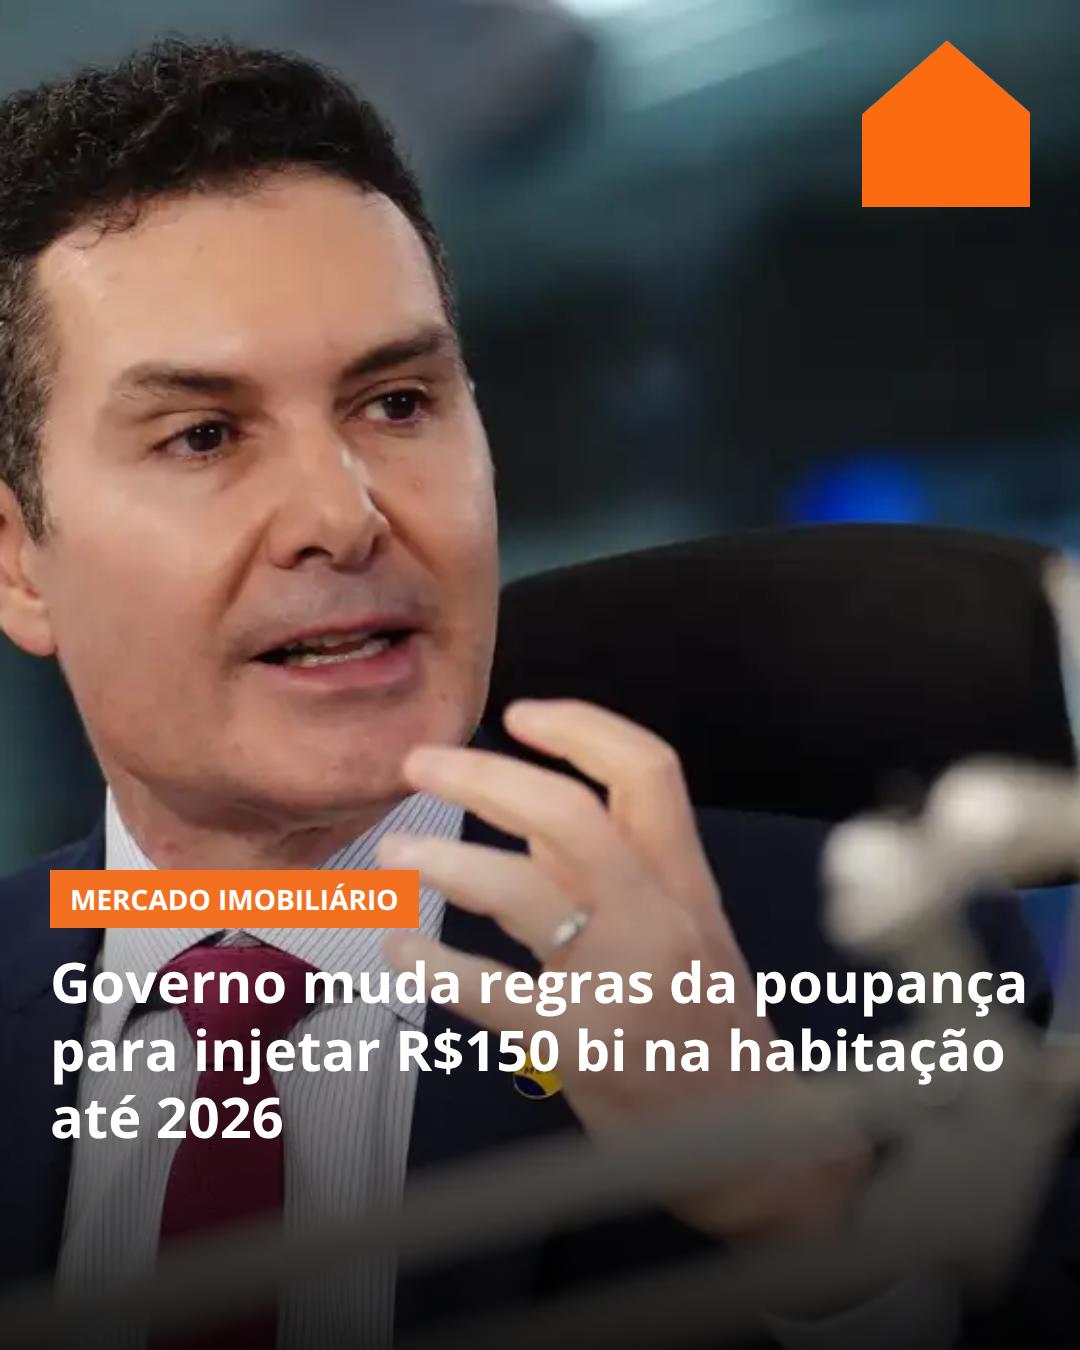 MERCADO IMOBILIÁRIO
Governo muda regras da poupança
para injetar R$150 bi na habitação
até 2026